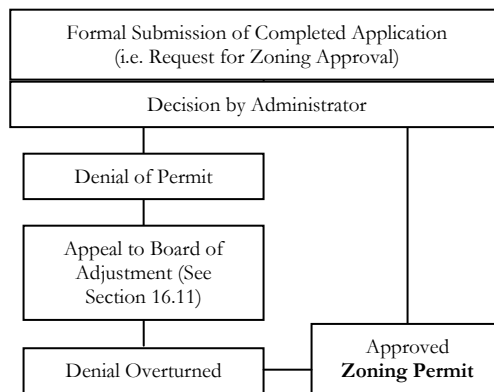 Formal Submission of Completed Application
(i.e. Request for Zoning Approval)
Decision by Administrator
Denial of Permit
Appeal to Board of
Adjustment (See
Section 16.11)
Denial Overturned
Approved
Zoning Permit